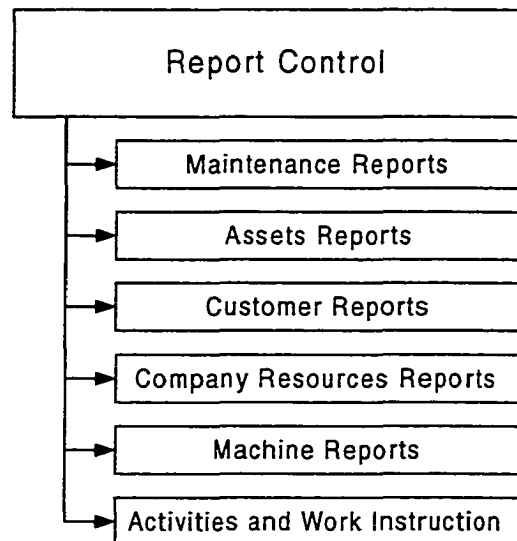 Report Control
Maintenance Reports
Assets Reports
Customer Reports
Company Resources Reports
Machine Reports
Activities and Work Instruction